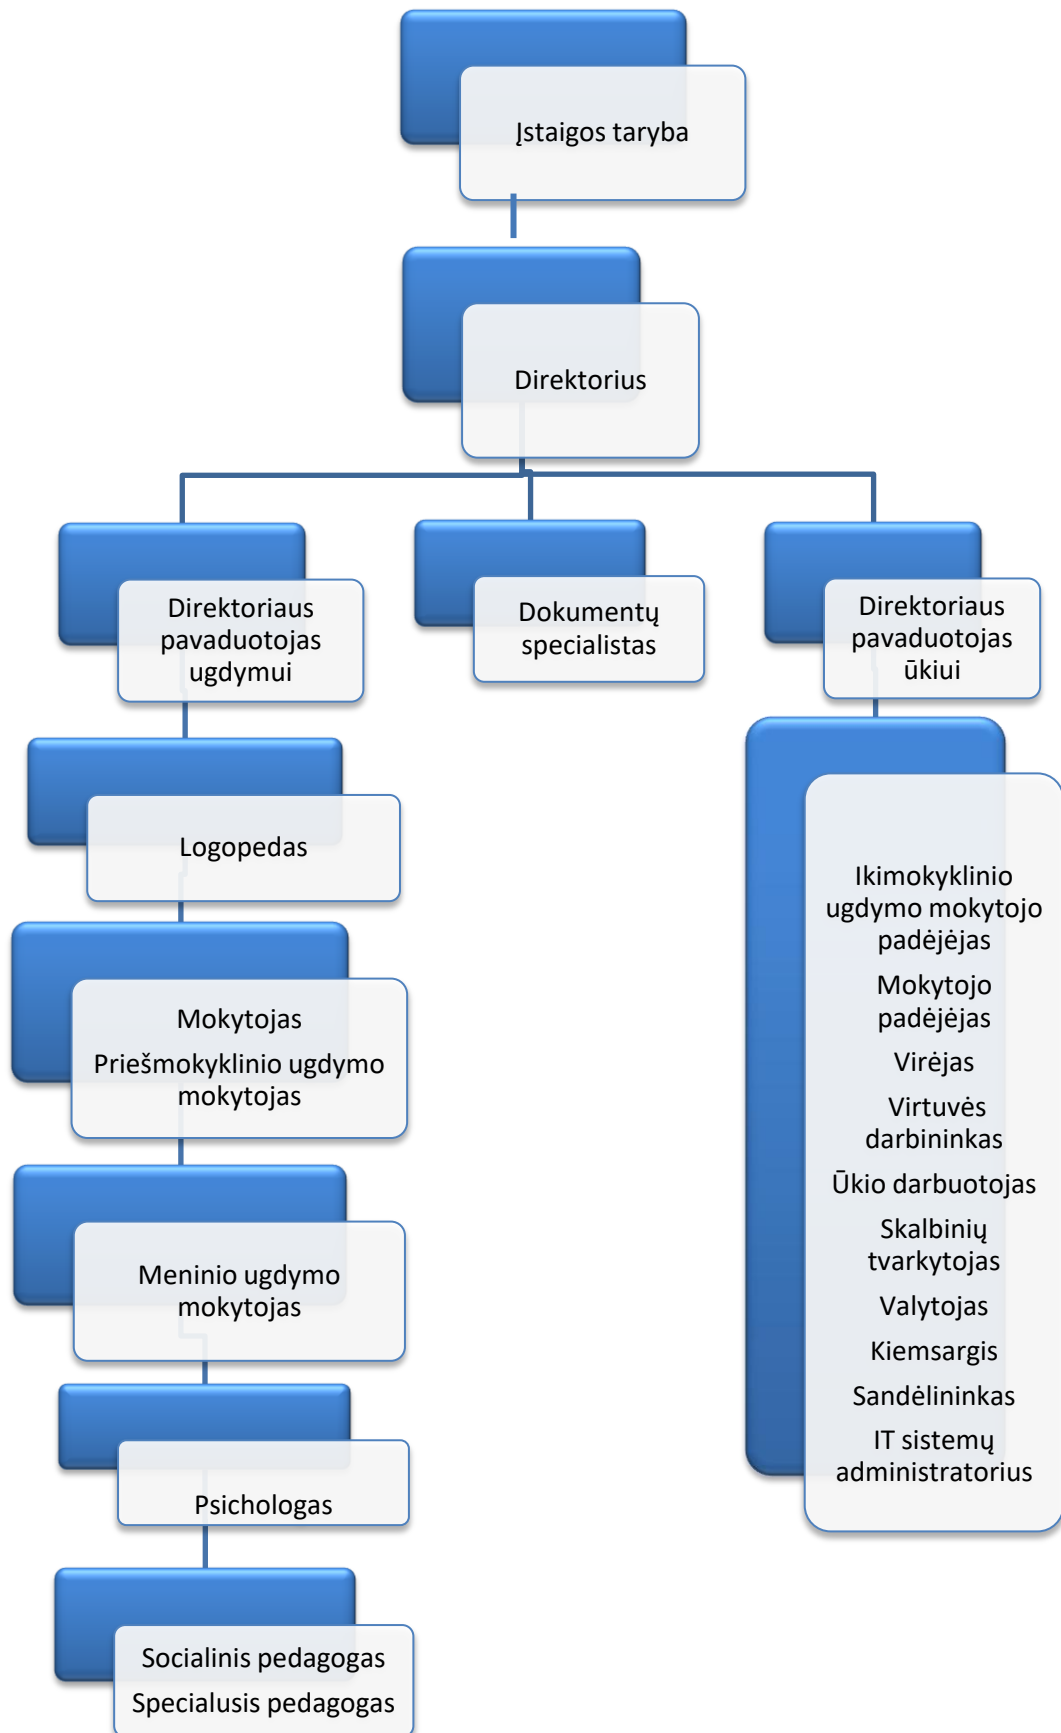 Įstaigos taryba
Direktorius
Direktoriaus
pavaduotojas
ugdymui
Dokumentų
specialistas
Direktoriaus
pavaduotojas
ūkiui
Logopedas
Mokytojas
Priešmokyklinio ugdymo
mokytojas
Meninio ugdymo
mokytojas
Psichologas
Socialinis pedagogas
Specialusis pedagogas
Ikimokyklinio
ugdymo mokytojo
padėjėjas
Mokytojo
padėjėjas
Virėjas
Virtuvės
darbininkas
Ūkio darbuotojas
Skalbinių
tvarkytojas
Valytojas
Kiemsargis
Sandėlininkas
IT sistemų
administratorius